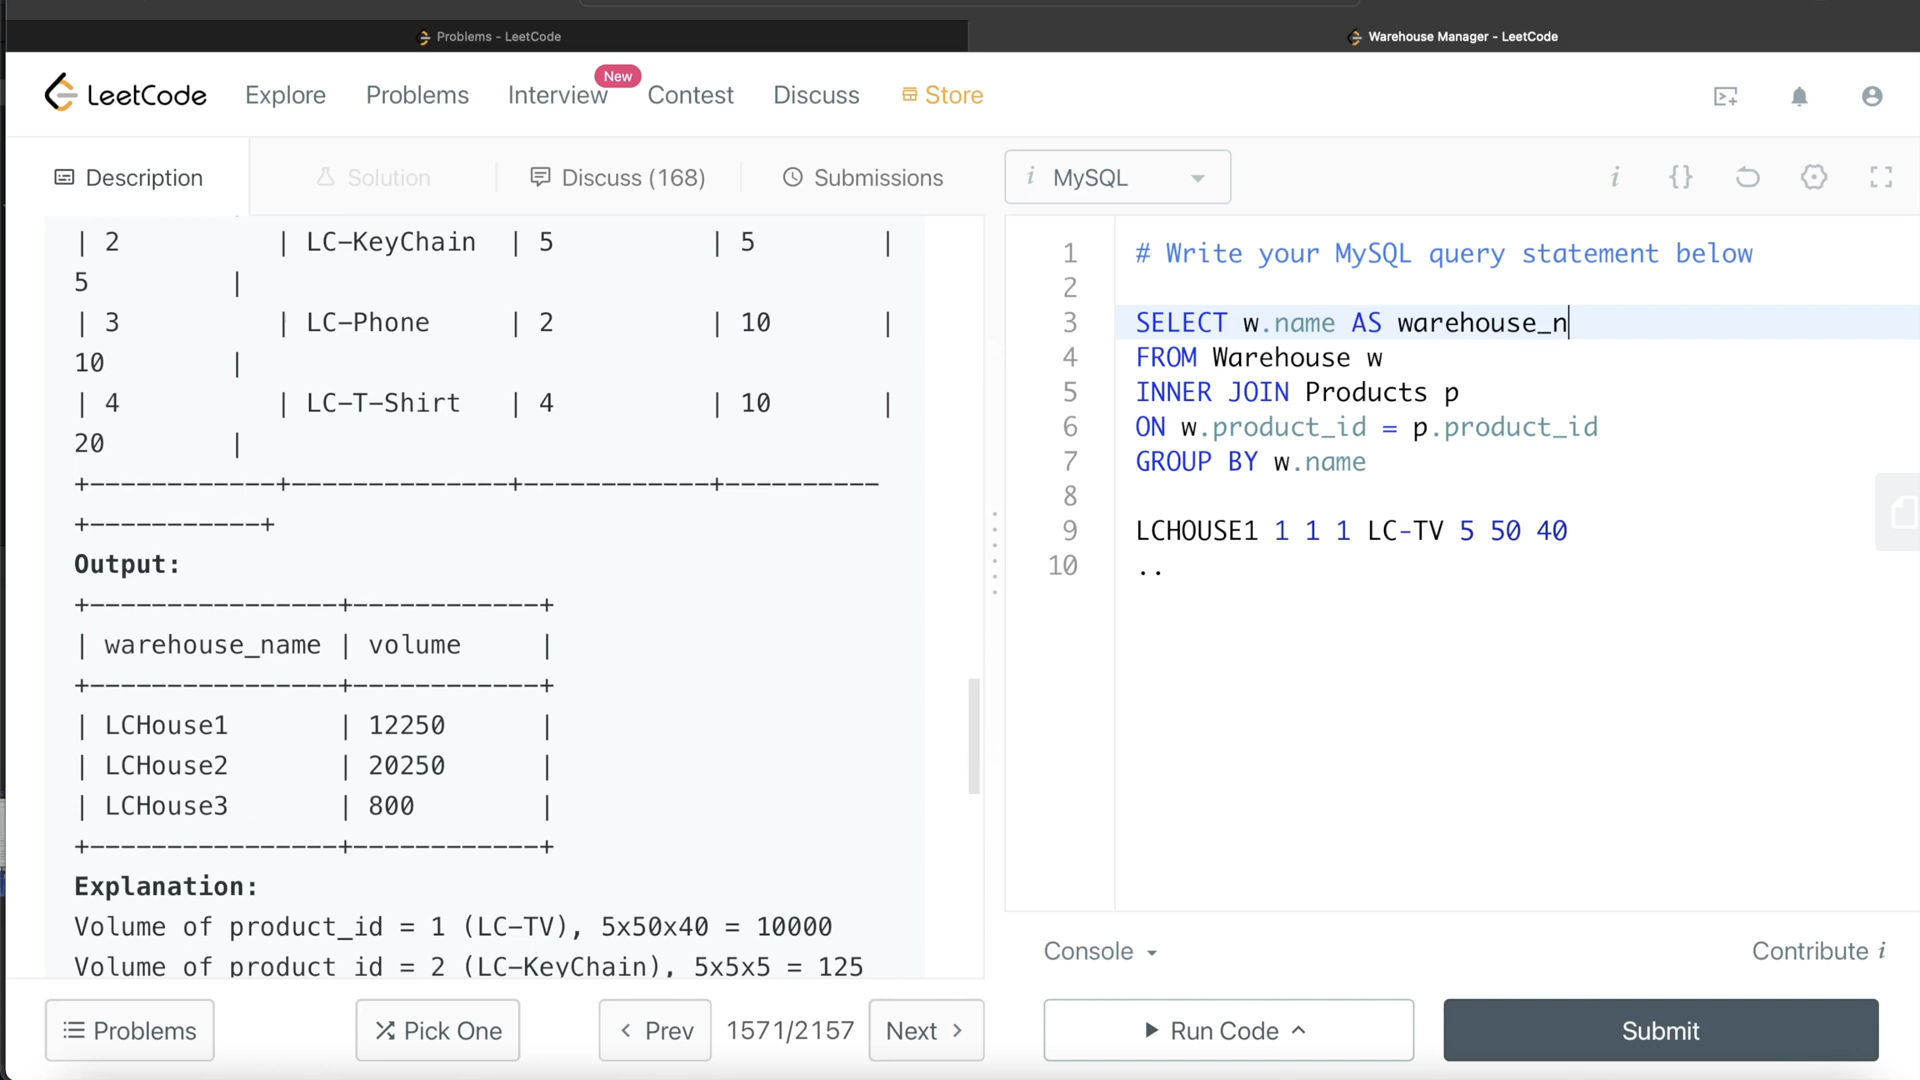 Problems - LeetCode
Warehouse Manager - LeetCode
LeetCode Explore Problems Interview New Contest Discuss Store
Description Solution Discuss (168) Submissions
i MySQL
i {}
| 2 | LC-KeyChain | 5 | 5 |
5 |
| 3 | LC-Phone | 2 | 10 |
10 |
| 4 | LC-T-Shirt | 4 | 10 |
20 |
+------------+--------------+------------+----------
+-----------+
Output:
+----------------+------------+
| warehouse_name | volume |
+----------------+------------+
| LCHouse1 | 12250 |
| LCHouse2 | 20250 |
| LCHouse3 | 800 |
+----------------+------------+
Explanation:
Volume of product_id = 1 (LC-TV), 5x50x40 = 10000
Volume of product_id = 2 (LC-KeyChain), 5x5x5 = 125
1 # Write your MySQL query statement below
2
3 SELECT w.name AS warehouse_n
4 FROM Warehouse w
5 INNER JOIN Products p
6 ON w.product_id = p.product_id
7 GROUP BY w.name
8
9 LCHOUSE1 1 1 1 LC-TV 5 50 40
10 ..
Console
Contribute i
Problems
Pick One
< Prev
1571/2157
Next >
Run Code
Submit